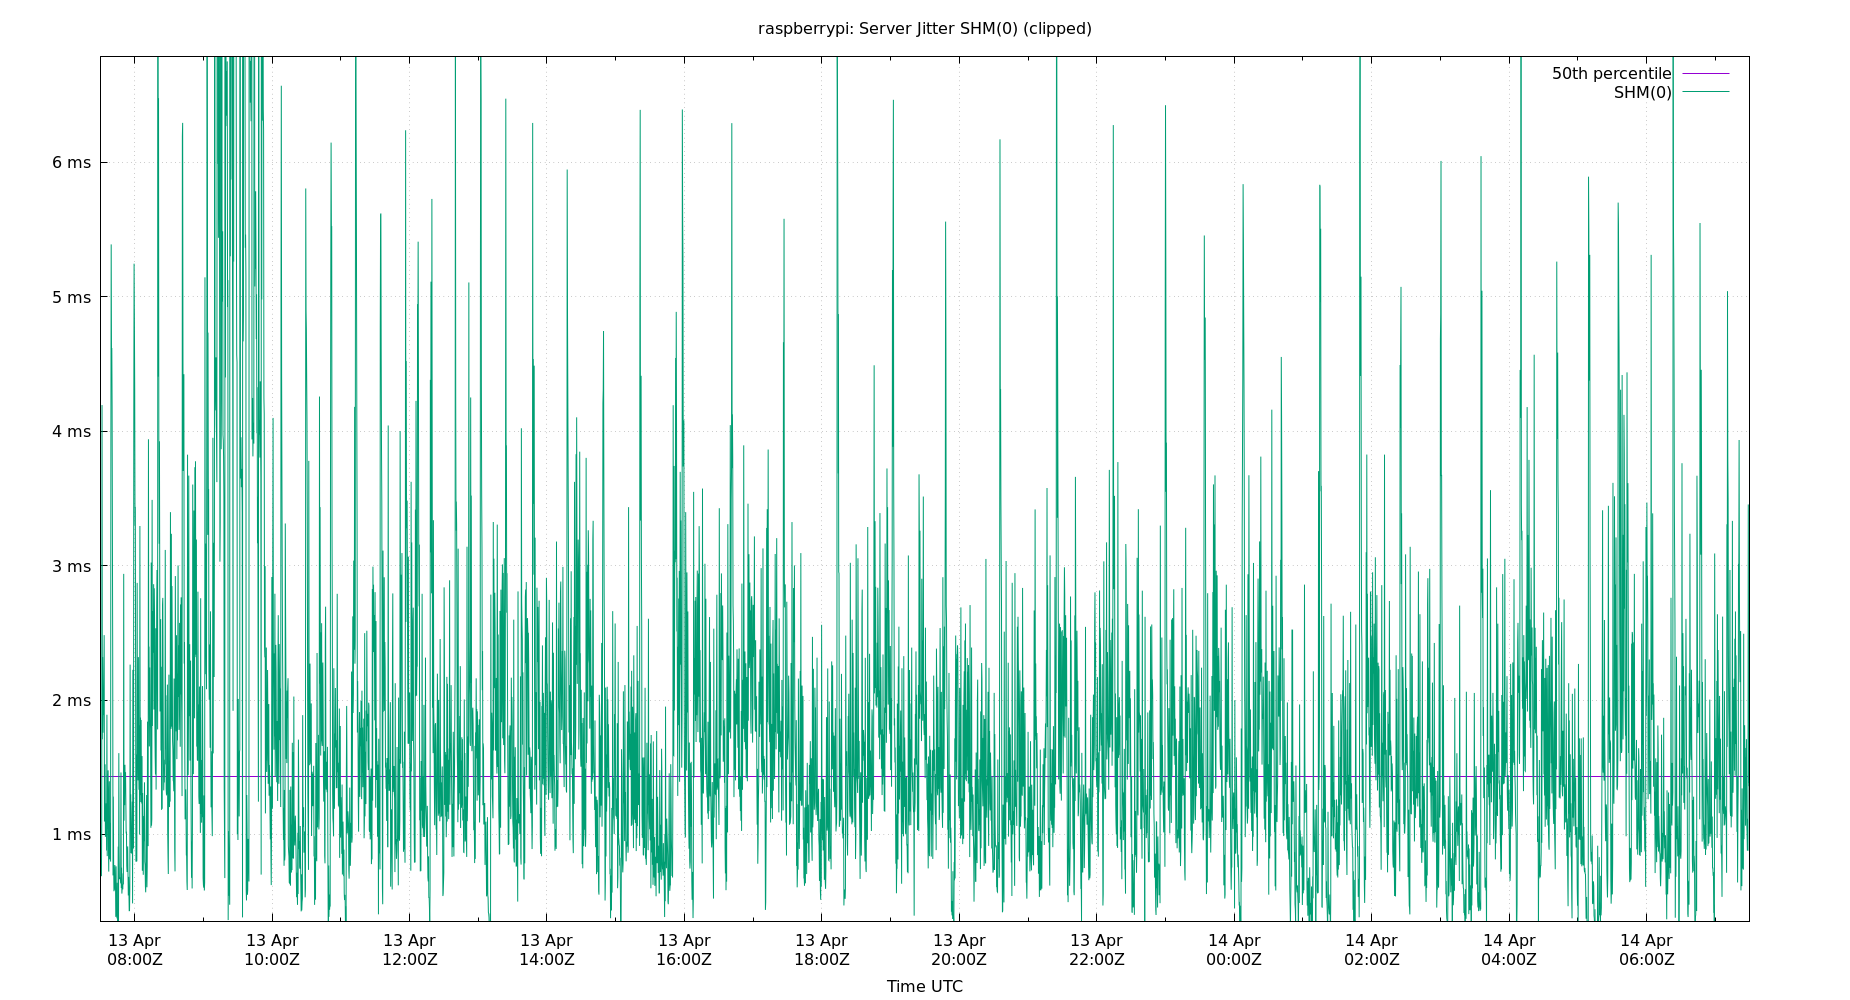 raspberrypi: Server Jitter SHM(0) (clipped)
50th percentile
SHM(0)
6 ms
5 ms
4 ms
3 ms
2 ms
1 ms
13 Apr 13 Apr 13 Apr 13 Apr 13 Apr 13 Apr 13 Apr 13 Apr 14 Apr 14 Apr 14 Apr 14 Apr
08:00Z 10:00Z 12:00Z 14:00Z 16:00Z 18:00Z 20:00Z 22:00Z 00:00Z 02:00Z 04:00Z 06:00Z
Time UTC